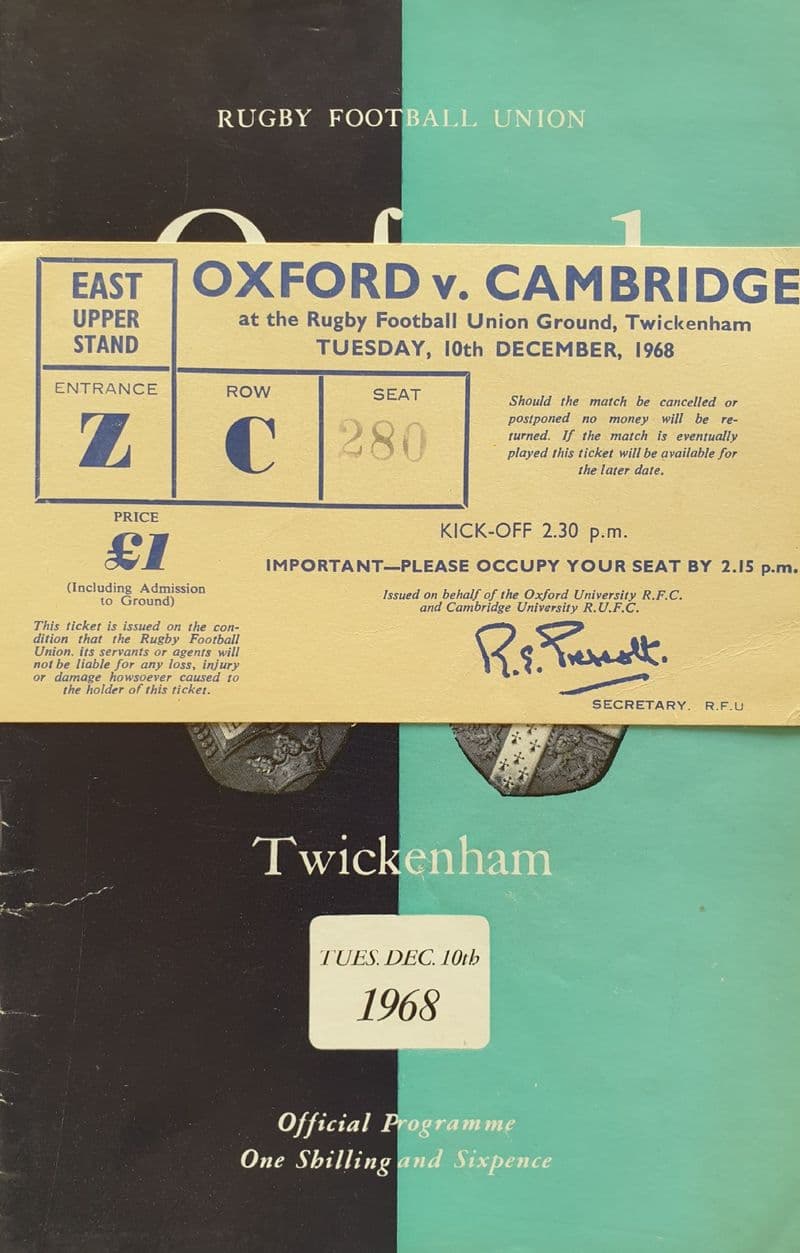 RUGBY FOOTBALL UNION
EAST
UPPER
STAND
OXFORD v. CAMBRIDGE
at the Rugby Football Union Ground, Twickenham
TUESDAY, 10th DECEMBER, 1968
ENTRANCE
Z
ROW
C
SEAT
280
Should the match be cancelled or
postponed no money will be re-
turned. If the match is eventually
played this ticket will be available for
the later date.
PRICE
£1
(Including Admission
to Ground)
KICK-OFF 2.30 p.m.
IMPORTANT—PLEASE OCCUPY YOUR SEAT BY 2.15 p.m.
Issued on behalf of the Oxford University R.F.C.
and Cambridge University R.U.F.C.
This ticket is issued on the con-
dition that the Rugby Football
Union. its servants or agents will
not be liable for any loss, injury
or damage howsoever caused to
the holder of this ticket.
R.E. Prescott.
SECRETARY. R.F.U
Twickenham
TUES. DEC. 10th
1968
Official Programme
One Shilling and Sixpence